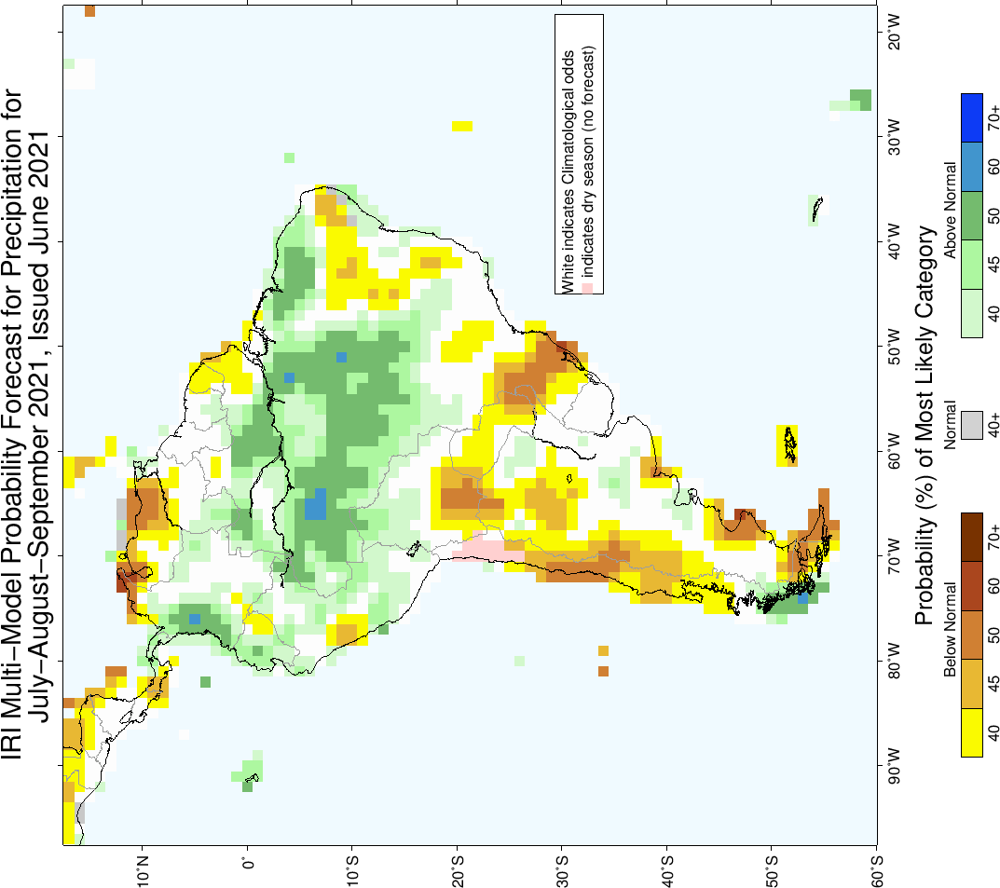 IRI Multi−Model Probability Forecast for Precipitation for
July−August−September 2021, Issued June 2021
White indicates Climatological odds
indicates dry season (no forecast)
10°N
0°
10°S
20°S
30°S
40°S
50°S
60°S
90°W
80°W
70°W
60°W
50°W
40°W
30°W
20°W
Probability (%) of Most Likely Category
Below Normal
Normal
Above Normal
40 45 50 60 70+
40+
40 45 50 60 70+